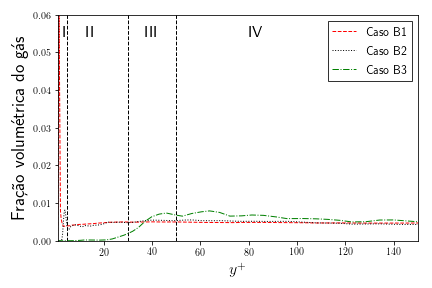 I II III IV
Caso B1
Caso B2
Caso B3
Fração volumétrica do gás
0.06
0.05
0.04
0.03
0.02
0.01
0.00
20 40 60 80 100 120 140
y+